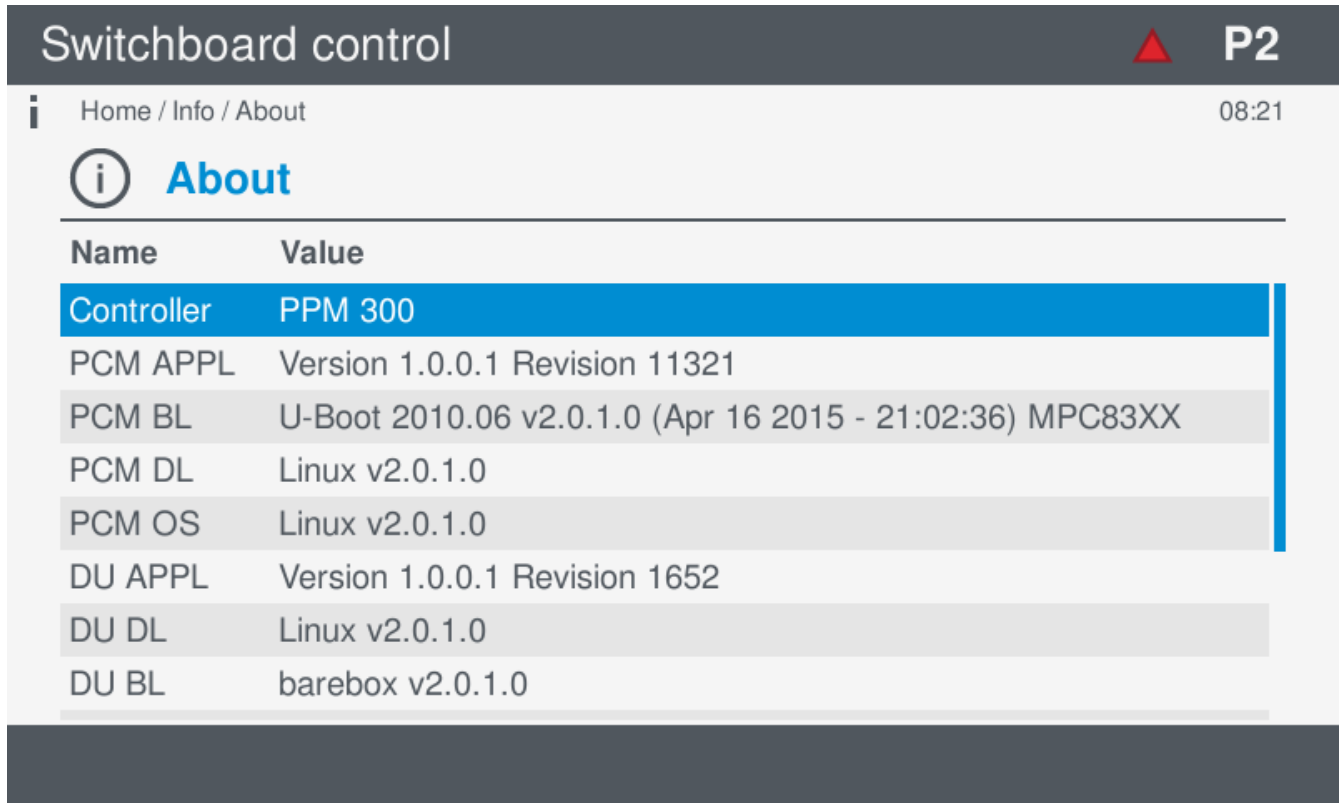 Switchboard control P2
i Home / Info / About 08:21
i About
Name Value
Controller PPM 300
PCM APPL Version 1.0.0.1 Revision 11321
PCM BL U-Boot 2010.06 v2.0.1.0 (Apr 16 2015 - 21:02:36) MPC83XX
PCM DL Linux v2.0.1.0
PCM OS Linux v2.0.1.0
DU APPL Version 1.0.0.1 Revision 1652
DU DL Linux v2.0.1.0
DU BL barebox v2.0.1.0